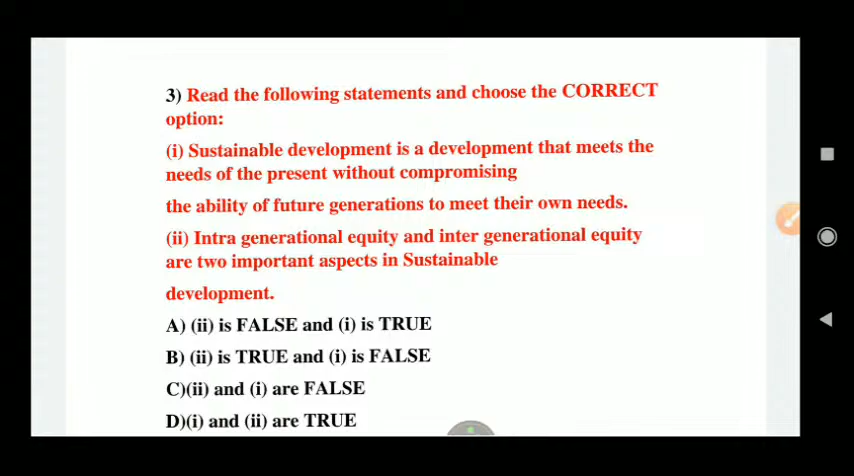 3) Read the following statements and choose the CORRECT
option:
(i) Sustainable development is a development that meets the
needs of the present without compromising
the ability of future generations to meet their own needs.
(ii) Intra generational equity and inter generational equity
are two important aspects in Sustainable
development.
A) (ii) is FALSE and (i) is TRUE
B) (ii) is TRUE and (i) is FALSE
C)(ii) and (i) are FALSE
D)(i) and (ii) are TRUE